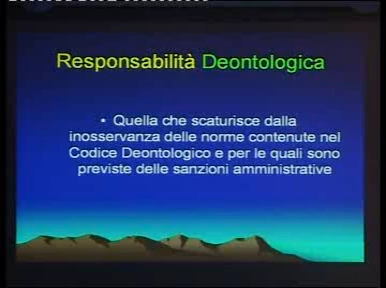 Responsabilità Deontologica
• Quella che scaturisce dalla
inosservanza delle norme contenute nel
Codice Deontologico e per le quali sono
previste delle sanzioni amministrative